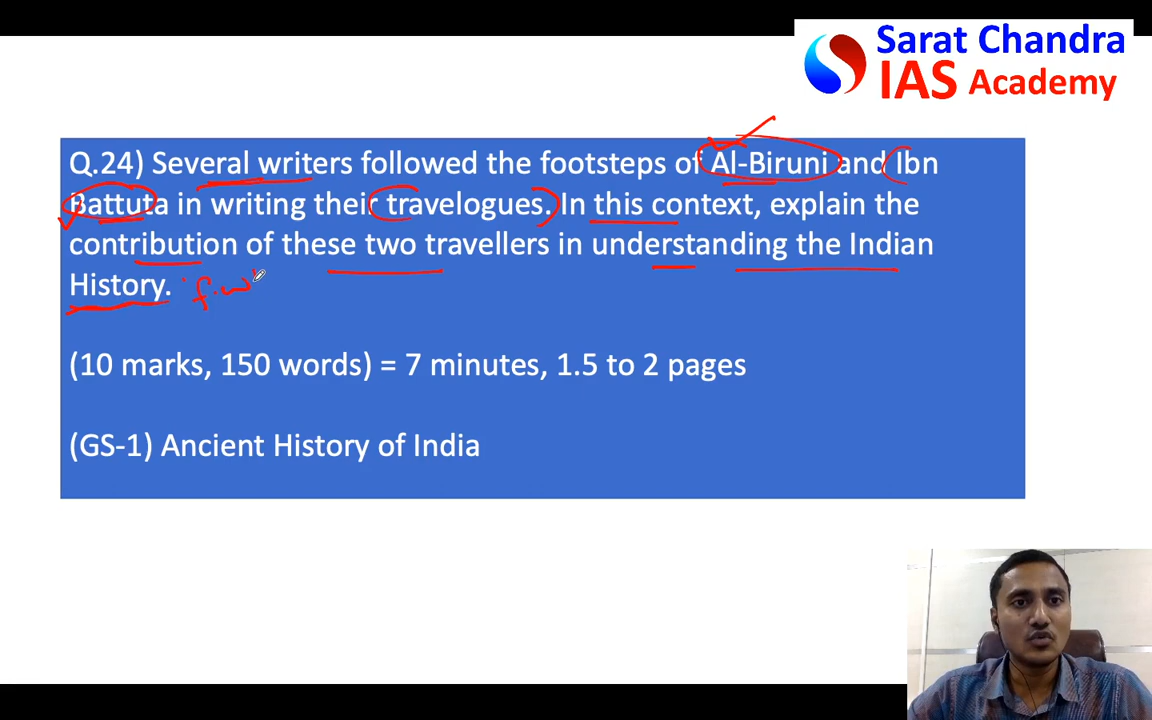 Sarat Chandra
IAS Academy
Q.24) Several writers followed the footsteps of Al-Biruni and Ibn
Battuta in writing their travelogues. In this context, explain the
contribution of these two travellers in understanding the Indian
History.
(10 marks, 150 words) = 7 minutes, 1.5 to 2 pages
(GS-1) Ancient History of India